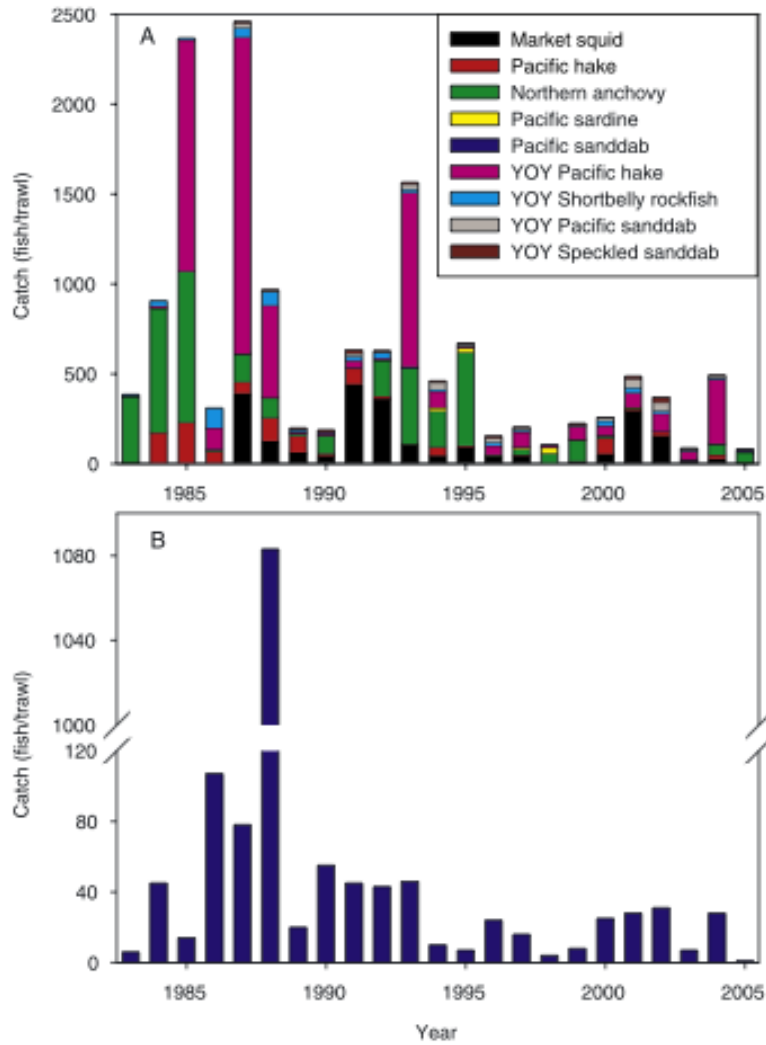 A
2500
2000
1500
1000
500
0
Catch (fish/trawl)
Market squid
Pacific hake
Northern anchovy
Pacific sardine
Pacific sanddab
YOY Pacific hake
YOY Shortbelly rockfish
YOY Pacific sanddab
YOY Speckled sanddab
1985 1990 1995 2000 2005
B
1080
1040
1000
120
80
40
0
Catch (fish/trawl)
1985 1990 1995 2000 2005
Year